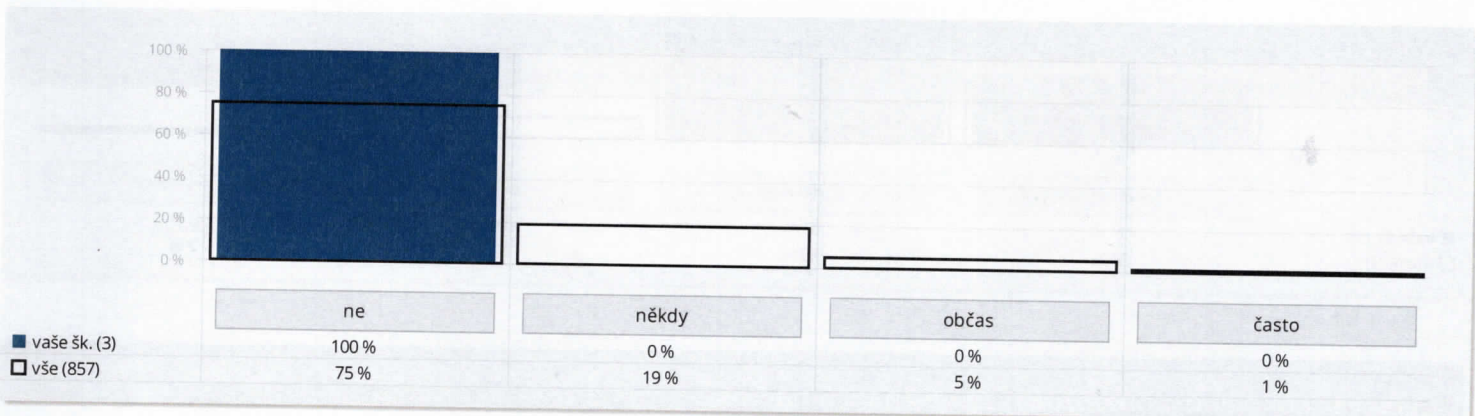 100 %
80 %
60 %
40 %
20 %
0 %
ne někdy občas často
vaše šk. (3) 100 % 0 % 0 % 0 %
vše (857) 75 % 19 % 5 % 1 %